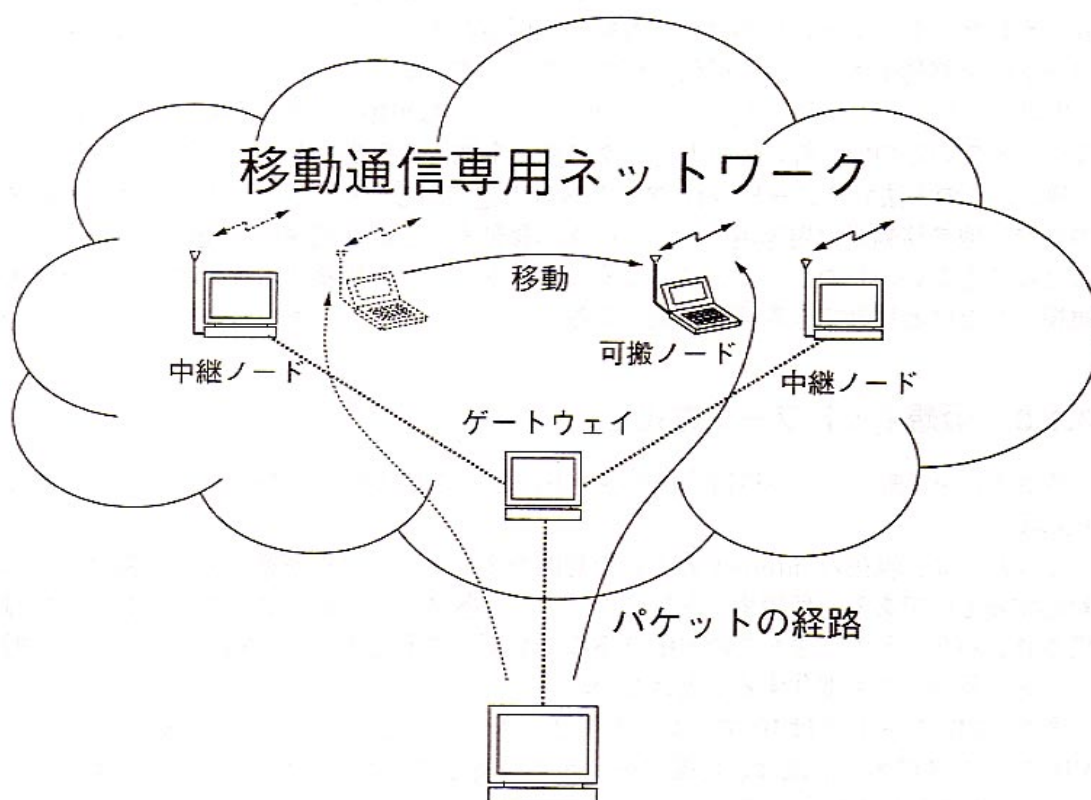 移動通信専用ネットワーク
移動
中継ノード
可搬ノード
中継ノード
ゲートウェイ
パケットの経路